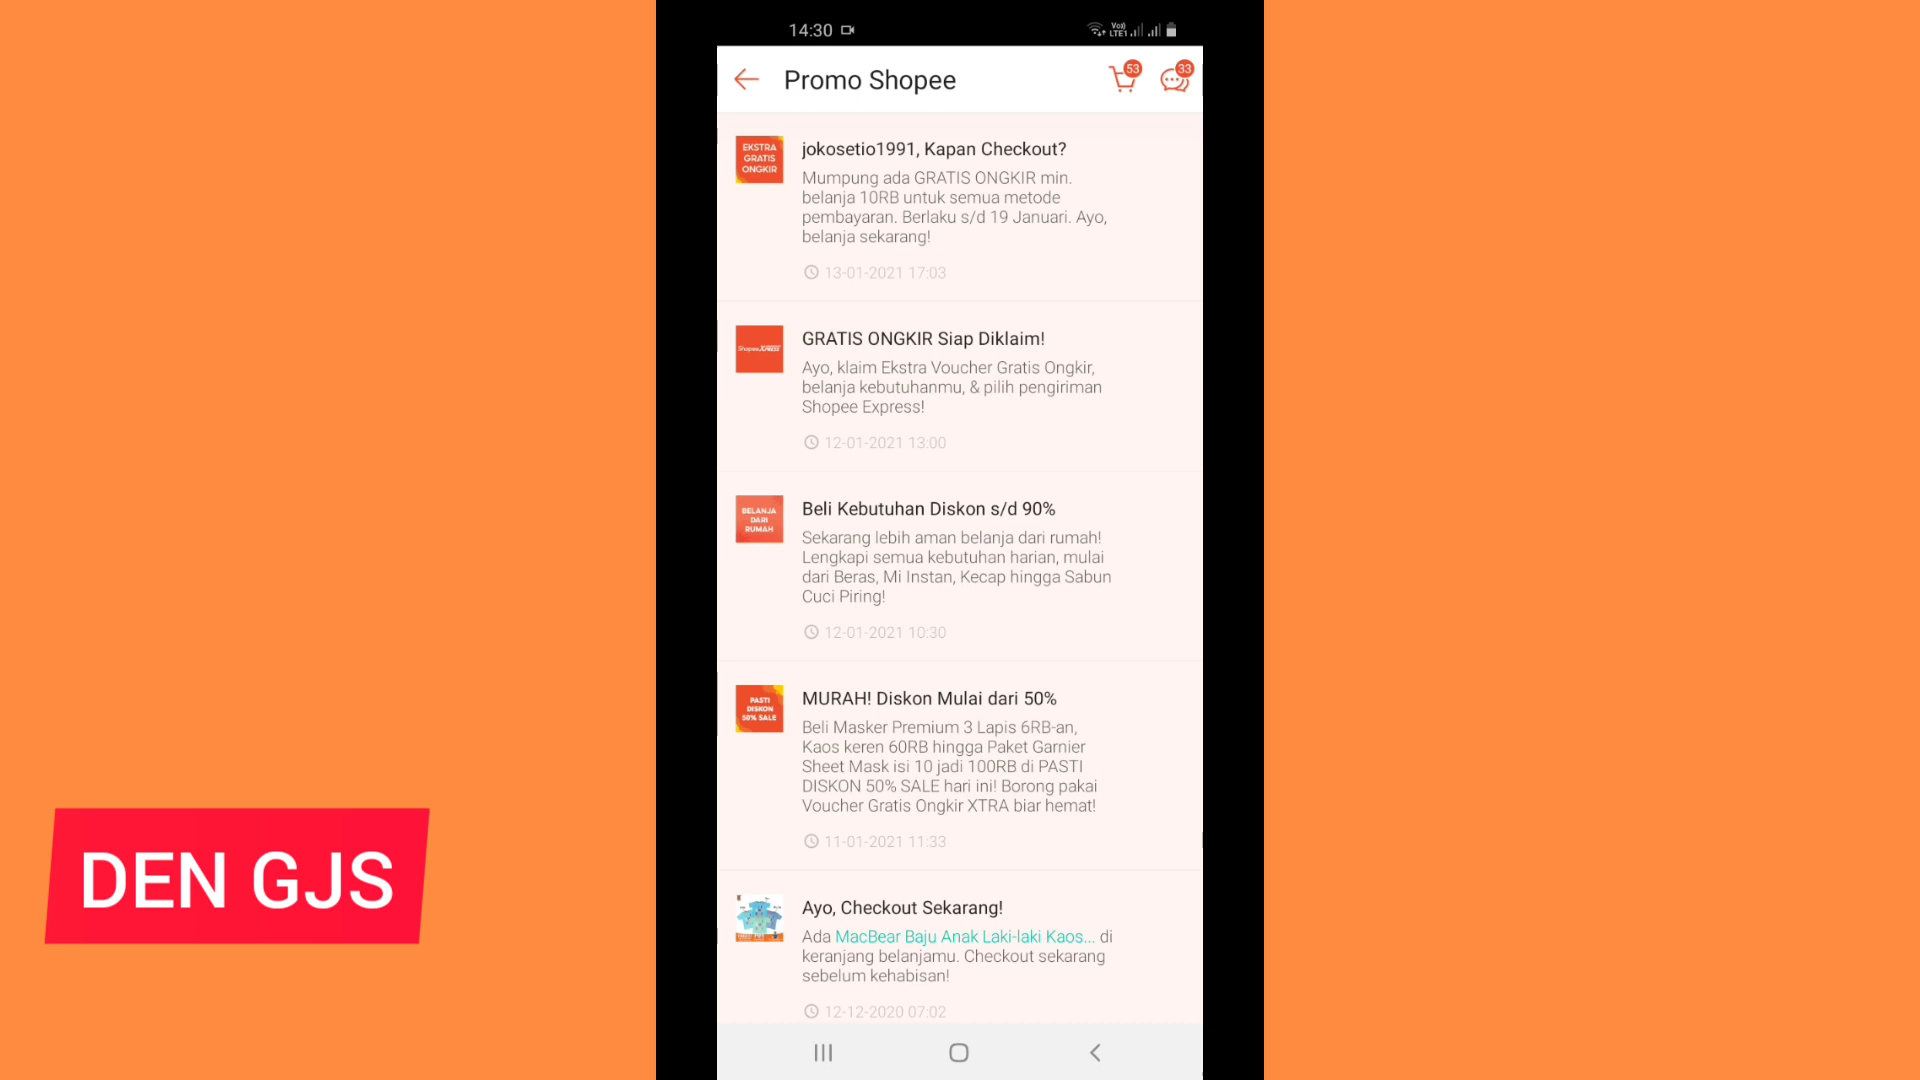 14:30
Vo))
LTE1
Promo Shopee
53
33
EKSTRA
GRATIS
ONGKIR
jokosetio1991, Kapan Checkout?
Mumpung ada GRATIS ONGKIR min.
belanja 10RB untuk semua metode
pembayaran. Berlaku s/d 19 Januari. Ayo,
belanja sekarang!
13-01-2021 17:03
Shopee XPRESS
GRATIS ONGKIR Siap Diklaim!
Ayo, klaim Ekstra Voucher Gratis Ongkir,
belanja kebutuhanmu, & pilih pengiriman
Shopee Express!
12-01-2021 13:00
BELANJA
DARI
RUMAH
Beli Kebutuhan Diskon s/d 90%
Sekarang lebih aman belanja dari rumah!
Lengkapi semua kebutuhan harian, mulai
dari Beras, Mi Instan, Kecap hingga Sabun
Cuci Piring!
12-01-2021 10:30
PASTI
DISKON
50% SALE
MURAH! Diskon Mulai dari 50%
Beli Masker Premium 3 Lapis 6RB-an,
Kaos keren 60RB hingga Paket Garnier
Sheet Mask isi 10 jadi 100RB di PASTI
DISKON 50% SALE hari ini! Borong pakai
Voucher Gratis Ongkir XTRA biar hemat!
11-01-2021 11:33
Ayo, Checkout Sekarang!
Ada MacBear Baju Anak Laki-laki Kaos... di
keranjang belanjamu. Checkout sekarang
sebelum kehabisan!
12-12-2020 07:02
DEN GJS